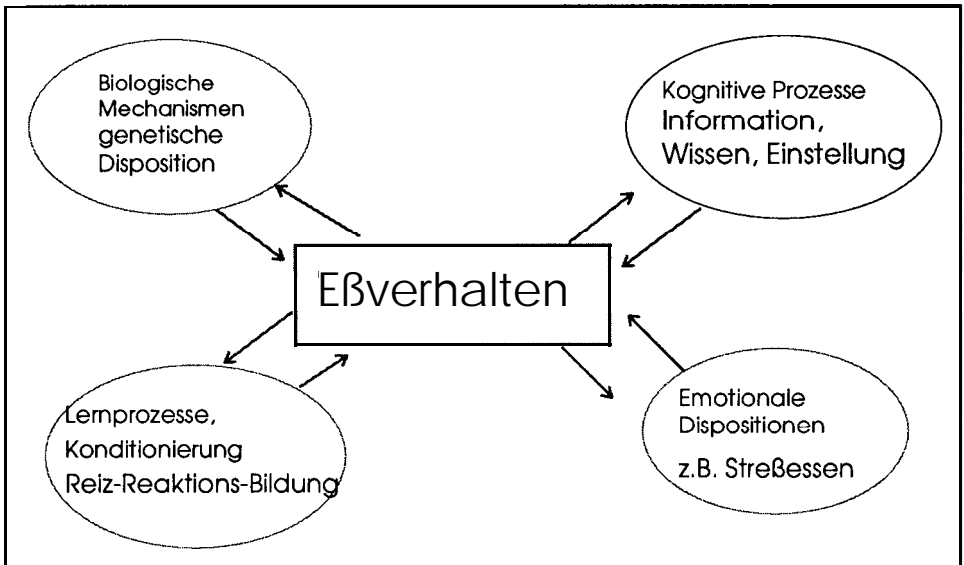 Biologische
Mechanismen
genetische
Disposition
Kognitive Prozesse
Information,
Wissen, Einstellung
Eßverhalten
Lernprozesse,
Konditionierung
Reiz-Reaktions-Bildung
Emotionale
Dispositionen
z.B. Streßessen